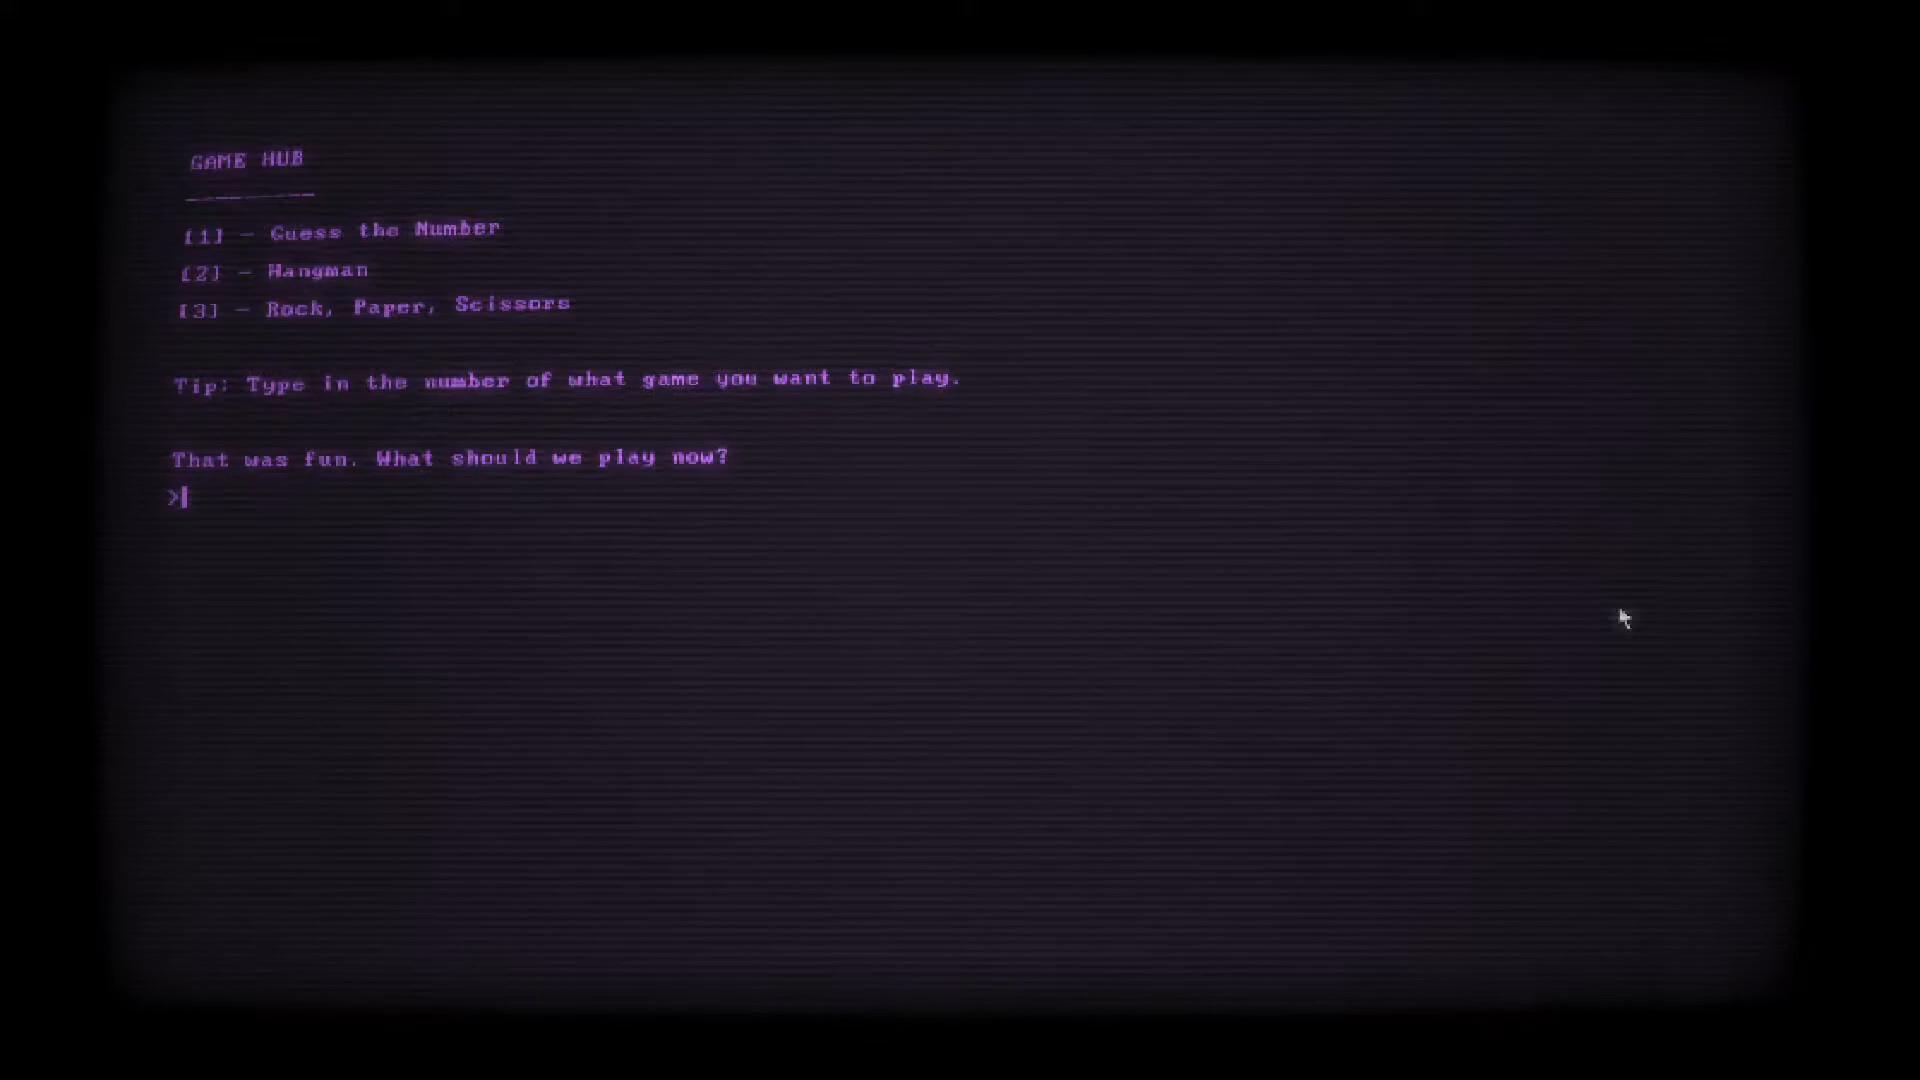 GAME HUB
[1] - Guess the Number
[2] - Hangman
[3] - Rock, Paper, Scissors
Tip: Type in the number of what game you want to play.
That was fun. What should we play now?
>